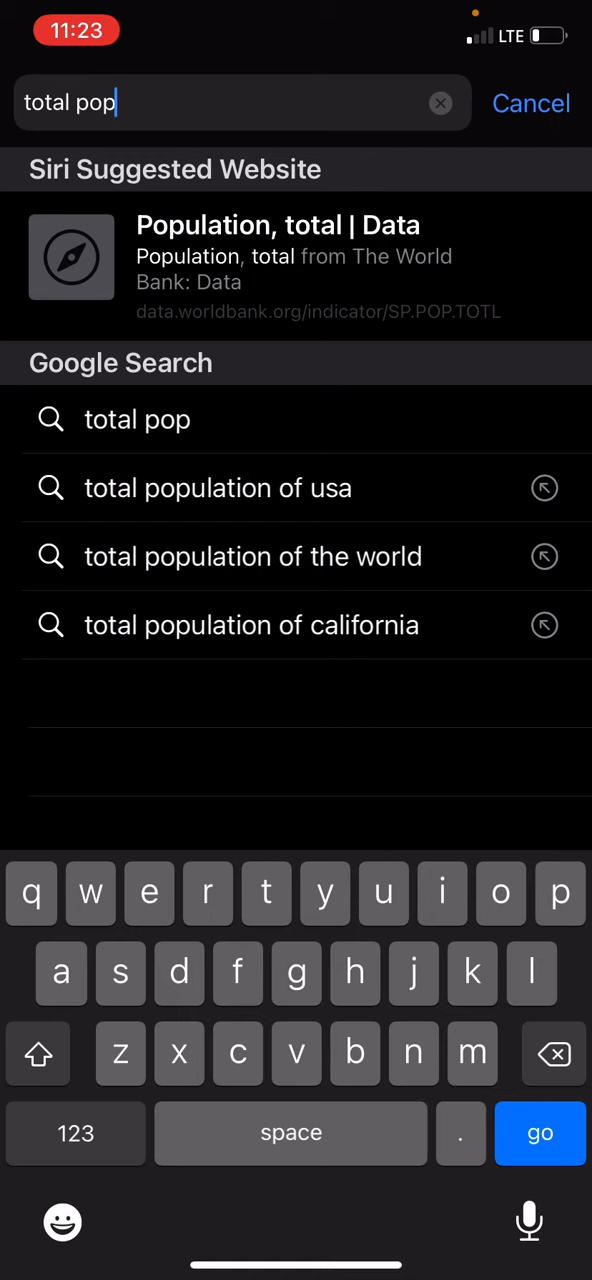 11:23
LTE
total pop
Cancel
Siri Suggested Website
Population, total | Data
Population, total from The World
Bank: Data
data.worldbank.org/indicator/SP.POP.TOTL
Google Search
total pop
total population of usa
total population of the world
total population of california
q w e r t y u i o p
a s d f g h j k l
z x c v b n m
123 space . go